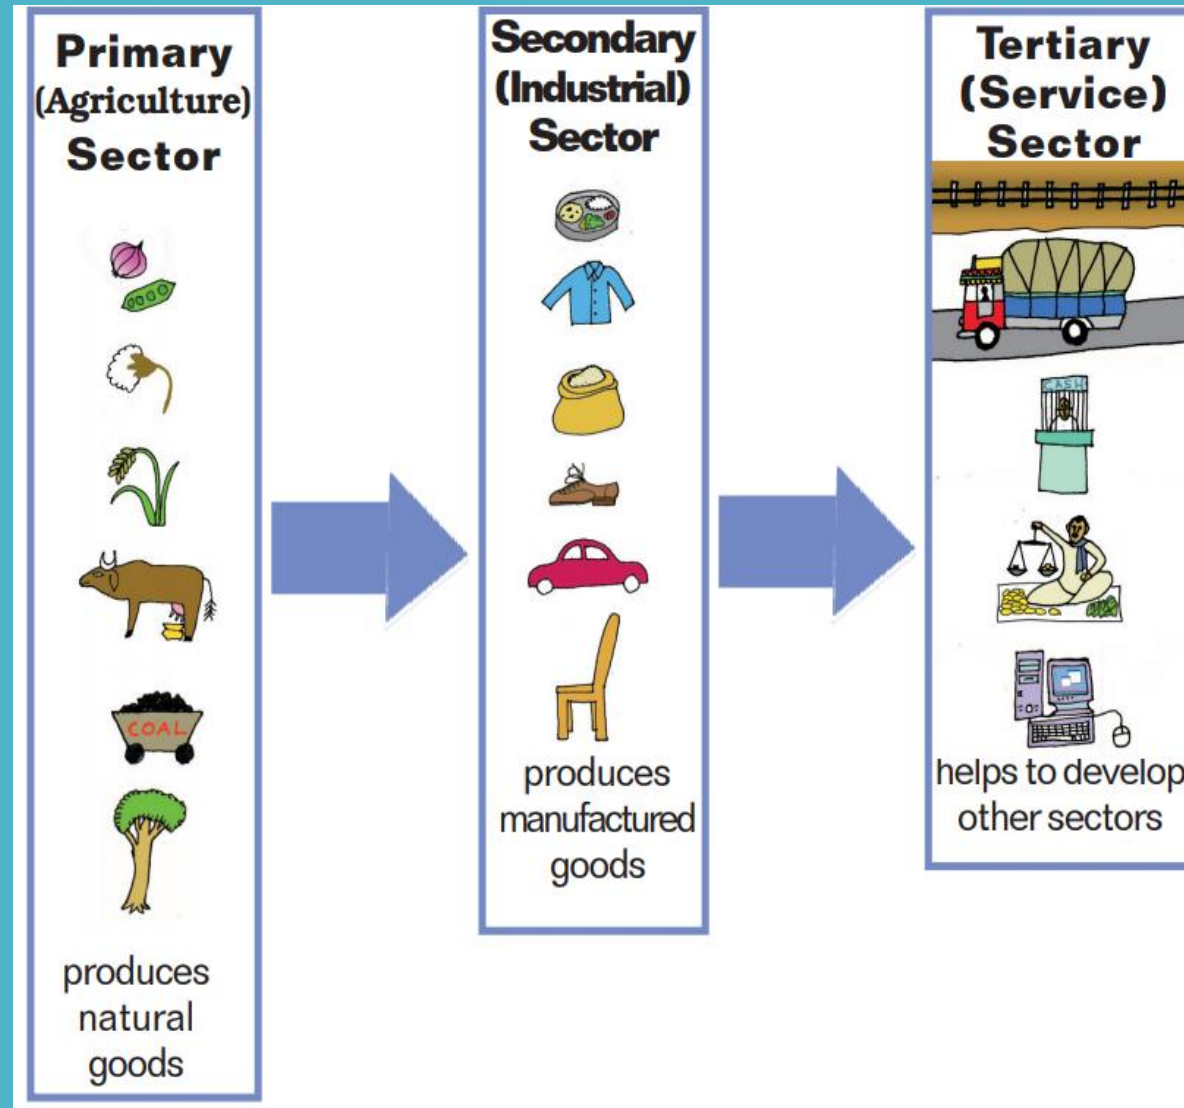 Primary
(Agriculture)
Sector
COAL
produces
natural
goods
Secondary
(Industrial)
Sector
produces
manufactured
goods
Tertiary
(Service)
Sector
CASH
helps to develop
other sectors